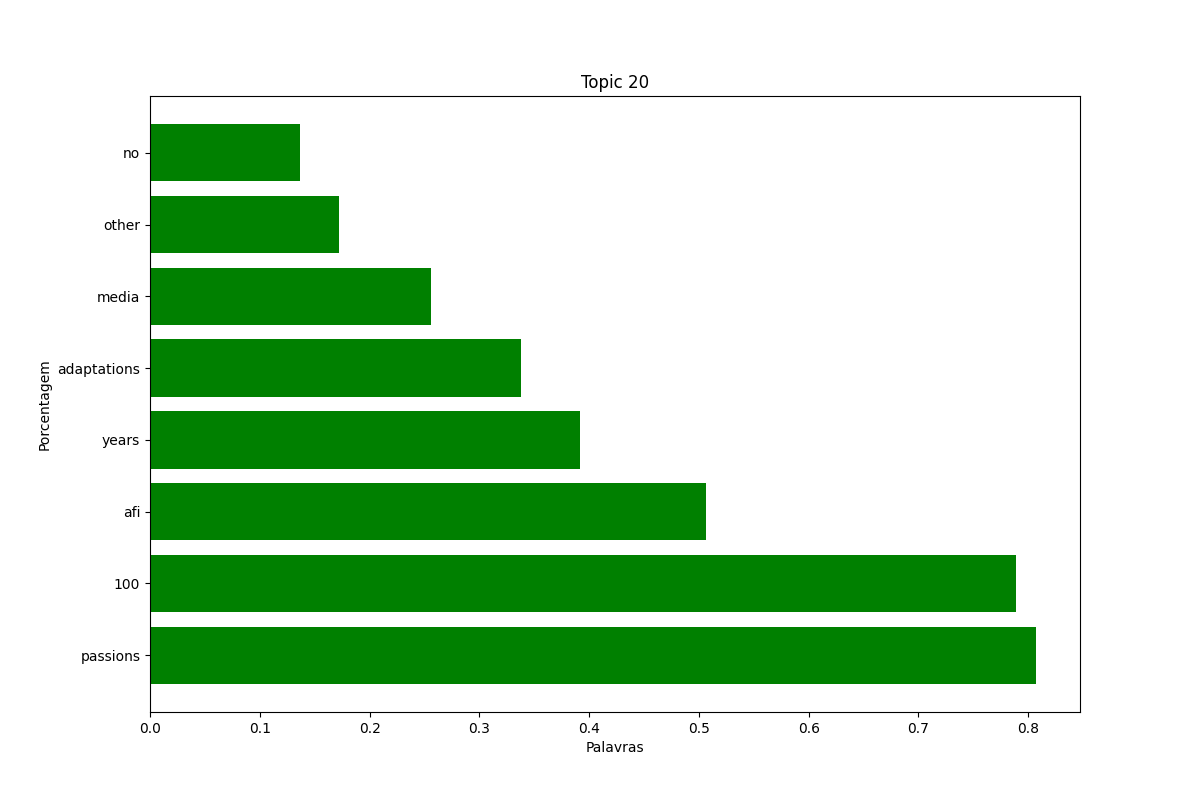 Topic 20
no
other
media
adaptations
years
afi
100
passions
Porcentagem
0.0 0.1 0.2 0.3 0.4 0.5 0.6 0.7 0.8
Palavras